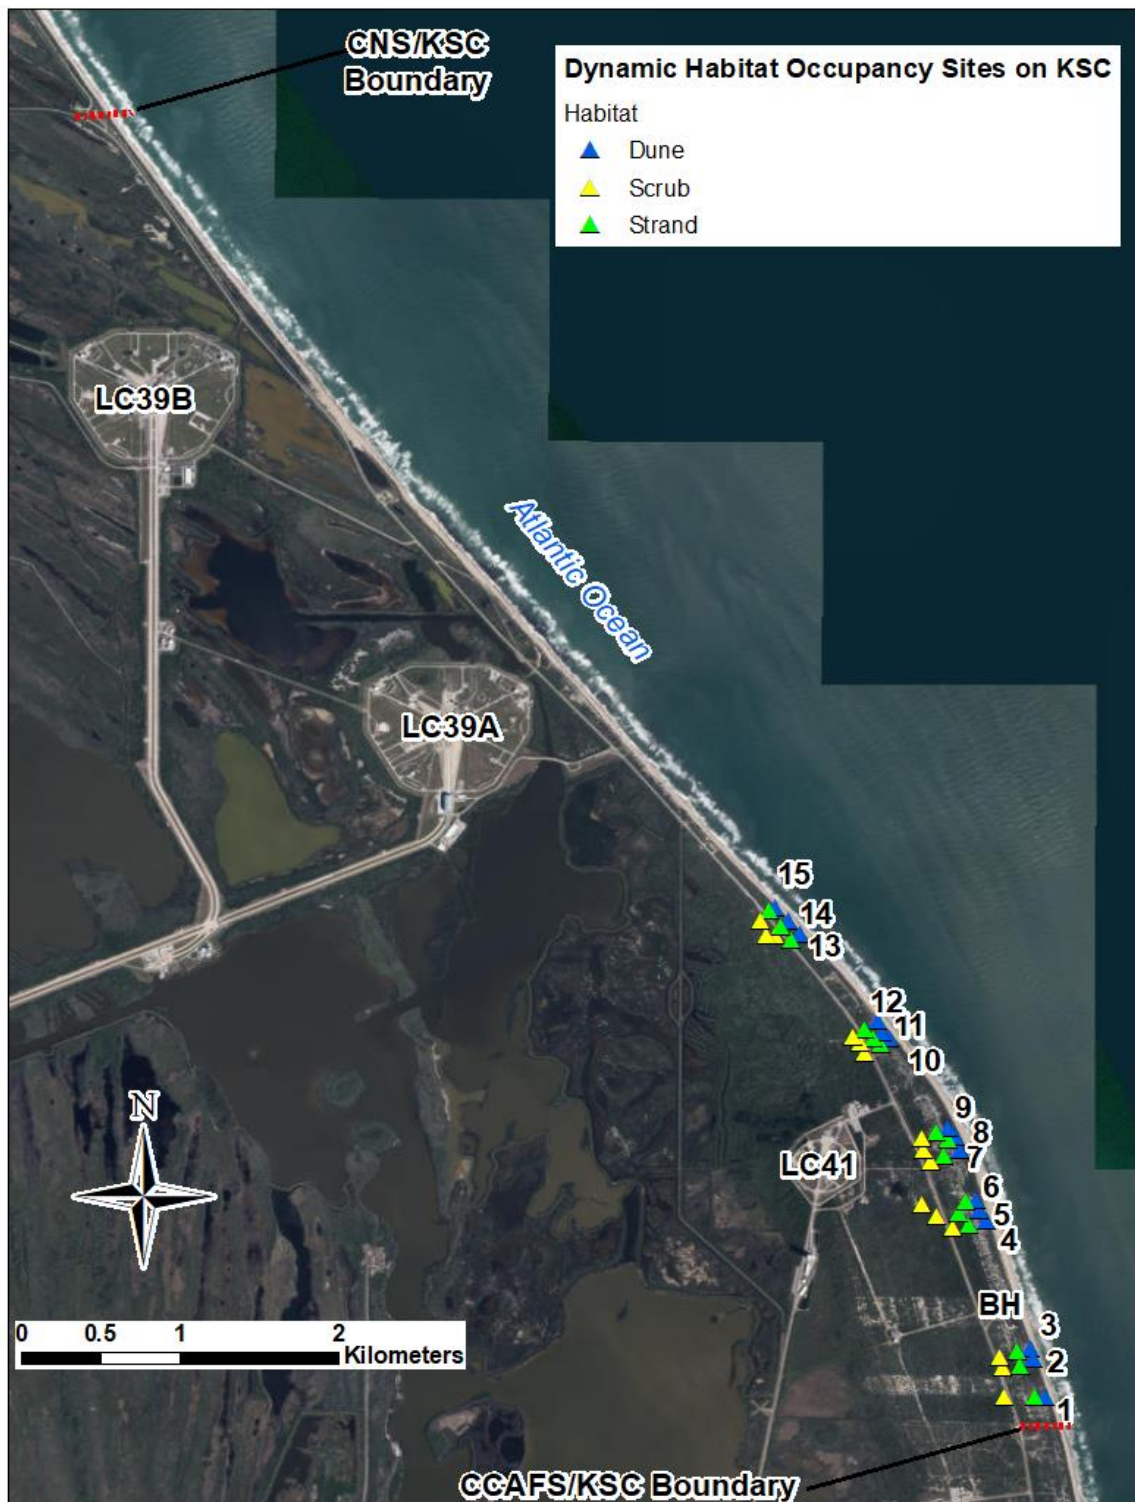 CNS/KSC
Boundary
Dynamic Habitat Occupancy Sites on KSC
Habitat
Dune
Scrub
Strand
LC39B
Atlantic Ocean
LC39A
15
14
13
12
11
10
9
8
7
LC41
6
5
4
N
BH
3
2
1
0 0.5 1 2
Kilometers
CCAFS/KSC Boundary